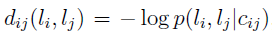 d_{ij}(l_i, l_j) = − log p(l_i, l_j|c_{ij})